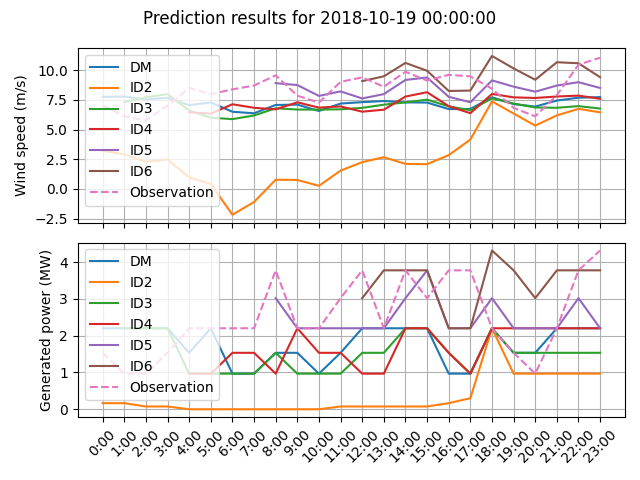 Prediction results for 2018-10-19 00:00:00
Wind speed (m/s)
10.0
7.5
5.0
2.5
0.0
−2.5
DM
ID2
ID3
ID4
ID5
ID6
Observation
Generated power (MW)
4
3
2
1
0
DM
ID2
ID3
ID4
ID5
ID6
Observation
0:00 1:00 2:00 3:00 4:00 5:00 6:00 7:00 8:00 9:00 10:00 11:00 12:00 13:00 14:00 15:00 16:00 17:00 18:00 19:00 20:00 21:00 22:00 23:00